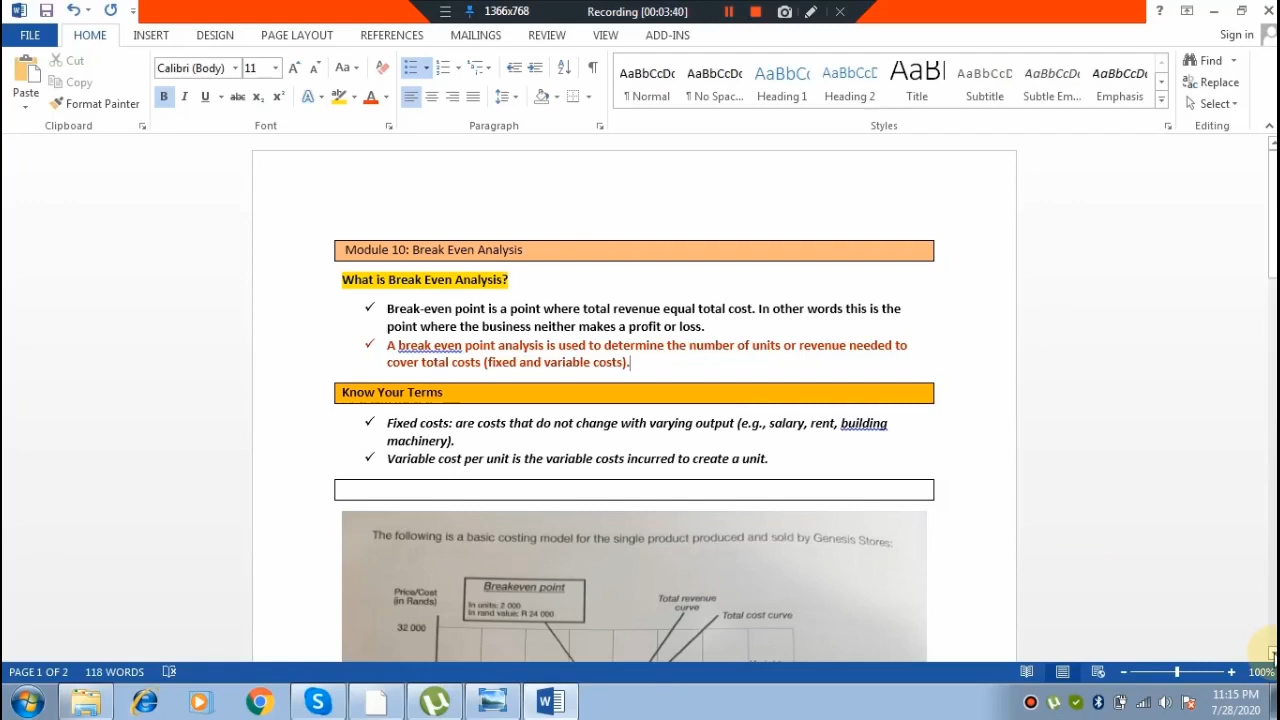 1366x768
Recording [00:03:40]
?
FILE
HOME
INSERT
DESIGN
PAGE LAYOUT
REFERENCES
MAILINGS
REVIEW
VIEW
ADD-INS
Sign in
Paste
Cut
Copy
Format Painter
Clipboard
Calibri (Body)
11
Aa
B I U abc x₂ x²
A
Font
Paragraph
AaBbCcDc AaBbCcDc AaBbCc AaBbCcD AaBl AaBbCcD AaBbCcDc AaBbCcDc
¶ Normal ¶ No Spac... Heading 1 Heading 2 Title Subtitle Subtle Em... Emphasis
Styles
Find
Replace
Select
Editing
Module 10: Break Even Analysis
What is Break Even Analysis?
Break-even point is a point where total revenue equal total cost. In other words this is the
point where the business neither makes a profit or loss.
A break even point analysis is used to determine the number of units or revenue needed to
cover total costs (fixed and variable costs).
Know Your Terms
Fixed costs: are costs that do not change with varying output (e.g., salary, rent, building
machinery).
Variable cost per unit is the variable costs incurred to create a unit.
The following is a basic costing model for the single product produced and sold by Genesis Stores:
Price/Cost
(in Rands)
Breakeven point
In units: 2 000
In rand value: R 24 000
Total revenue
curve
Total cost curve
32 000
PAGE 1 OF 2
118 WORDS
100%
11:15 PM
7/28/2020